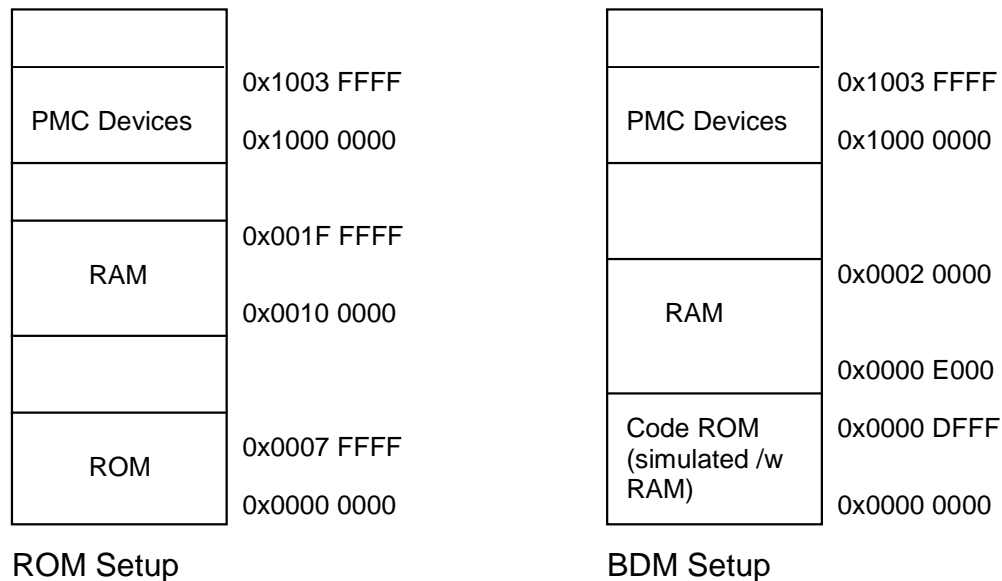 PMC Devices
0x1003 FFFF
0x1000 0000
RAM
0x001F FFFF
0x0010 0000
ROM
0x0007 FFFF
0x0000 0000
ROM Setup
PMC Devices
0x1003 FFFF
0x1000 0000
RAM
0x0002 0000
0x0000 E000
Code ROM
(simulated /w
RAM)
0x0000 DFFF
0x0000 0000
BDM Setup